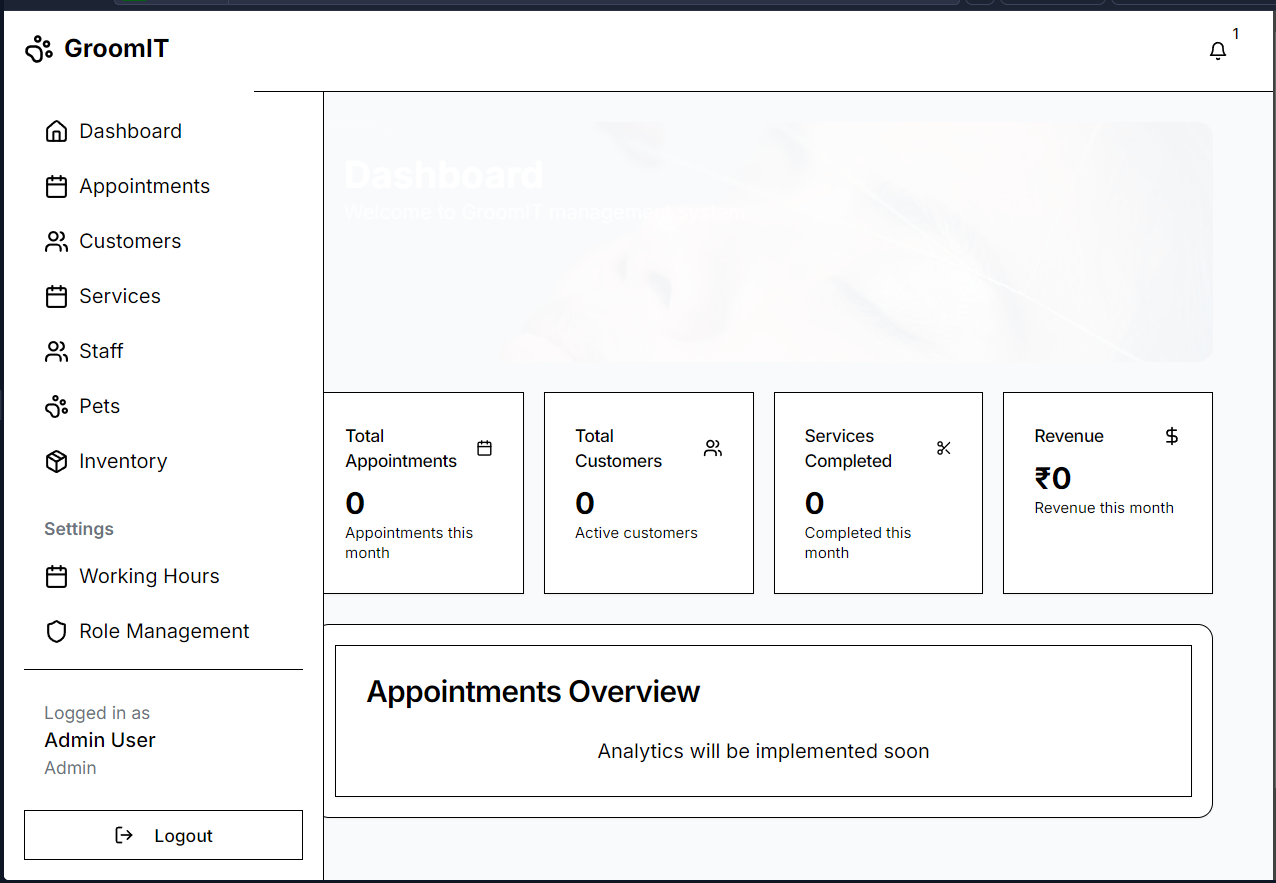 GroomIT
1
Dashboard
Appointments
Customers
Services
Staff
Pets
Inventory
Settings
Working Hours
Role Management
Logged in as
Admin User
Admin
Logout
Dashboard
Welcome to GroomIT management system
Total
Appointments
0
Appointments this
month
Total
Customers
0
Active customers
Services
Completed
0
Completed this
month
Revenue
₹0
Revenue this month
Appointments Overview
Analytics will be implemented soon